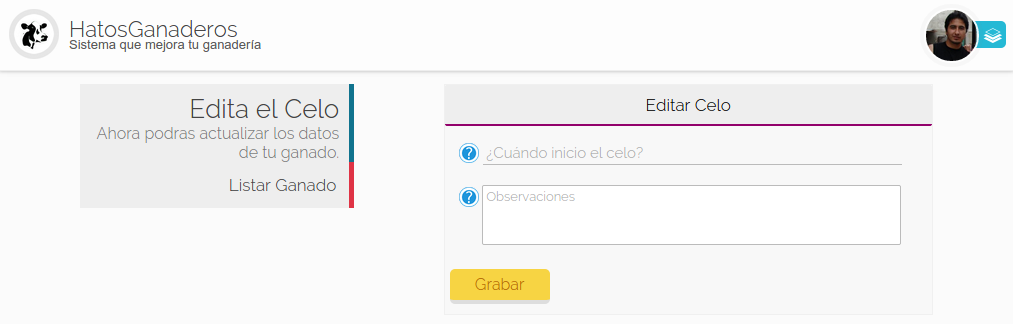 HatosGanaderos
Sistema que mejora tu ganadería
Edita el Celo
Ahora podras actualizar los datos
de tu ganado.
Listar Ganado
Editar Celo
? ¿Cuándo inicio el celo?
? Observaciones
Grabar